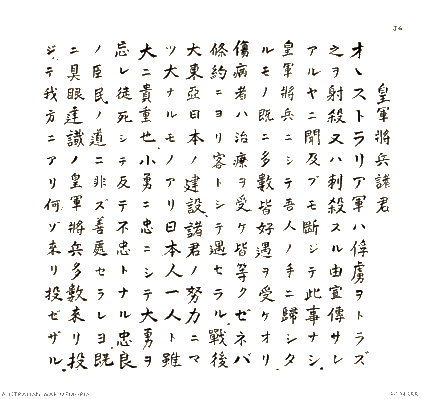 皇軍將兵諸君
オヽストラリア軍ハ俘虜ヲトラズ
之ヲ射殺又ハ刺殺スル由宣傳サレ
アルヤニ聞及ブモ斷ジテ此事ナシ.
皇軍將兵ニシテ吾人ノ手ニ歸シタ
ルモノ既ニ多數皆好遇ヲ受ケオリ
傷病者ハ治療ヲ受ケ皆等クゼネバ
條約ニヨリ客トシテ遇セラル.戰後
大東亞日本ノ建設諸君ノ努力ニマ
ツ大ナルモノアリ日本人一人ト雖
大ニ貴重也.小勇ニ忠ニシテ大勇ヲ
忘レ徒死シテ反テ不忠トナル忠良
ノ臣民ノ道ニ非ズ善處セラレヨ.既
ニ具眼達識ノ皇軍將兵多數來リ投
ジテ我方ニアリ何ゾ來リ投ゼザル.
AUSTRALIAN WAR MEMORIAL